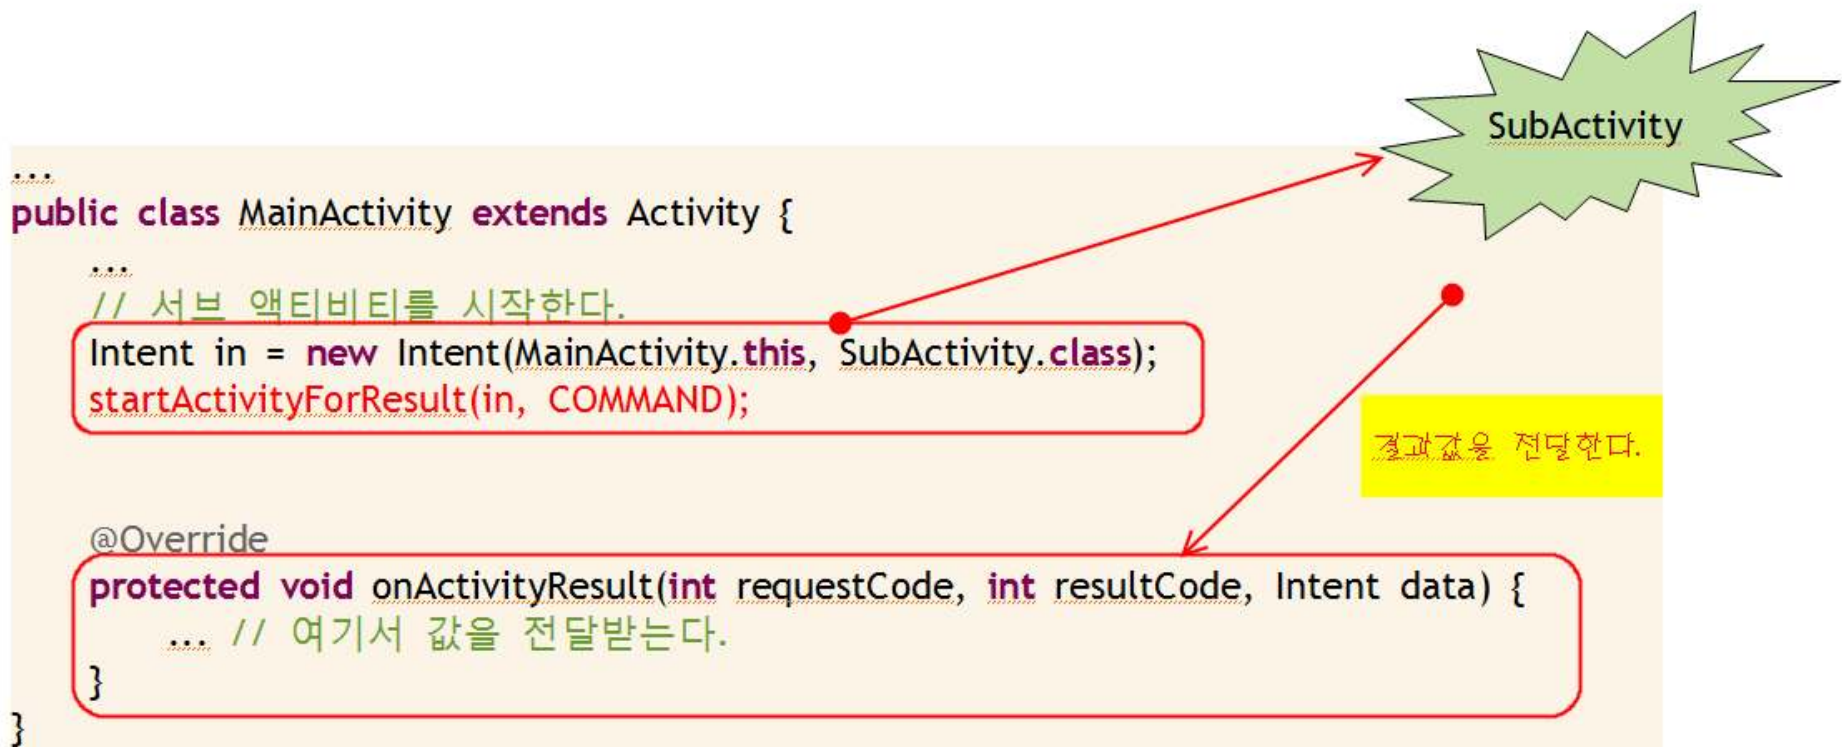 SubActivity
...
public class MainActivity extends Activity {
...
// 서브 액티비티를 시작한다.
Intent in = new Intent(MainActivity.this, SubActivity.class);
startActivityForResult(in, COMMAND);
결과값을 전달한다.
@Override
protected void onActivityResult(int requestCode, int resultCode, Intent data) {
... // 여기서 값을 전달받는다.
}
}